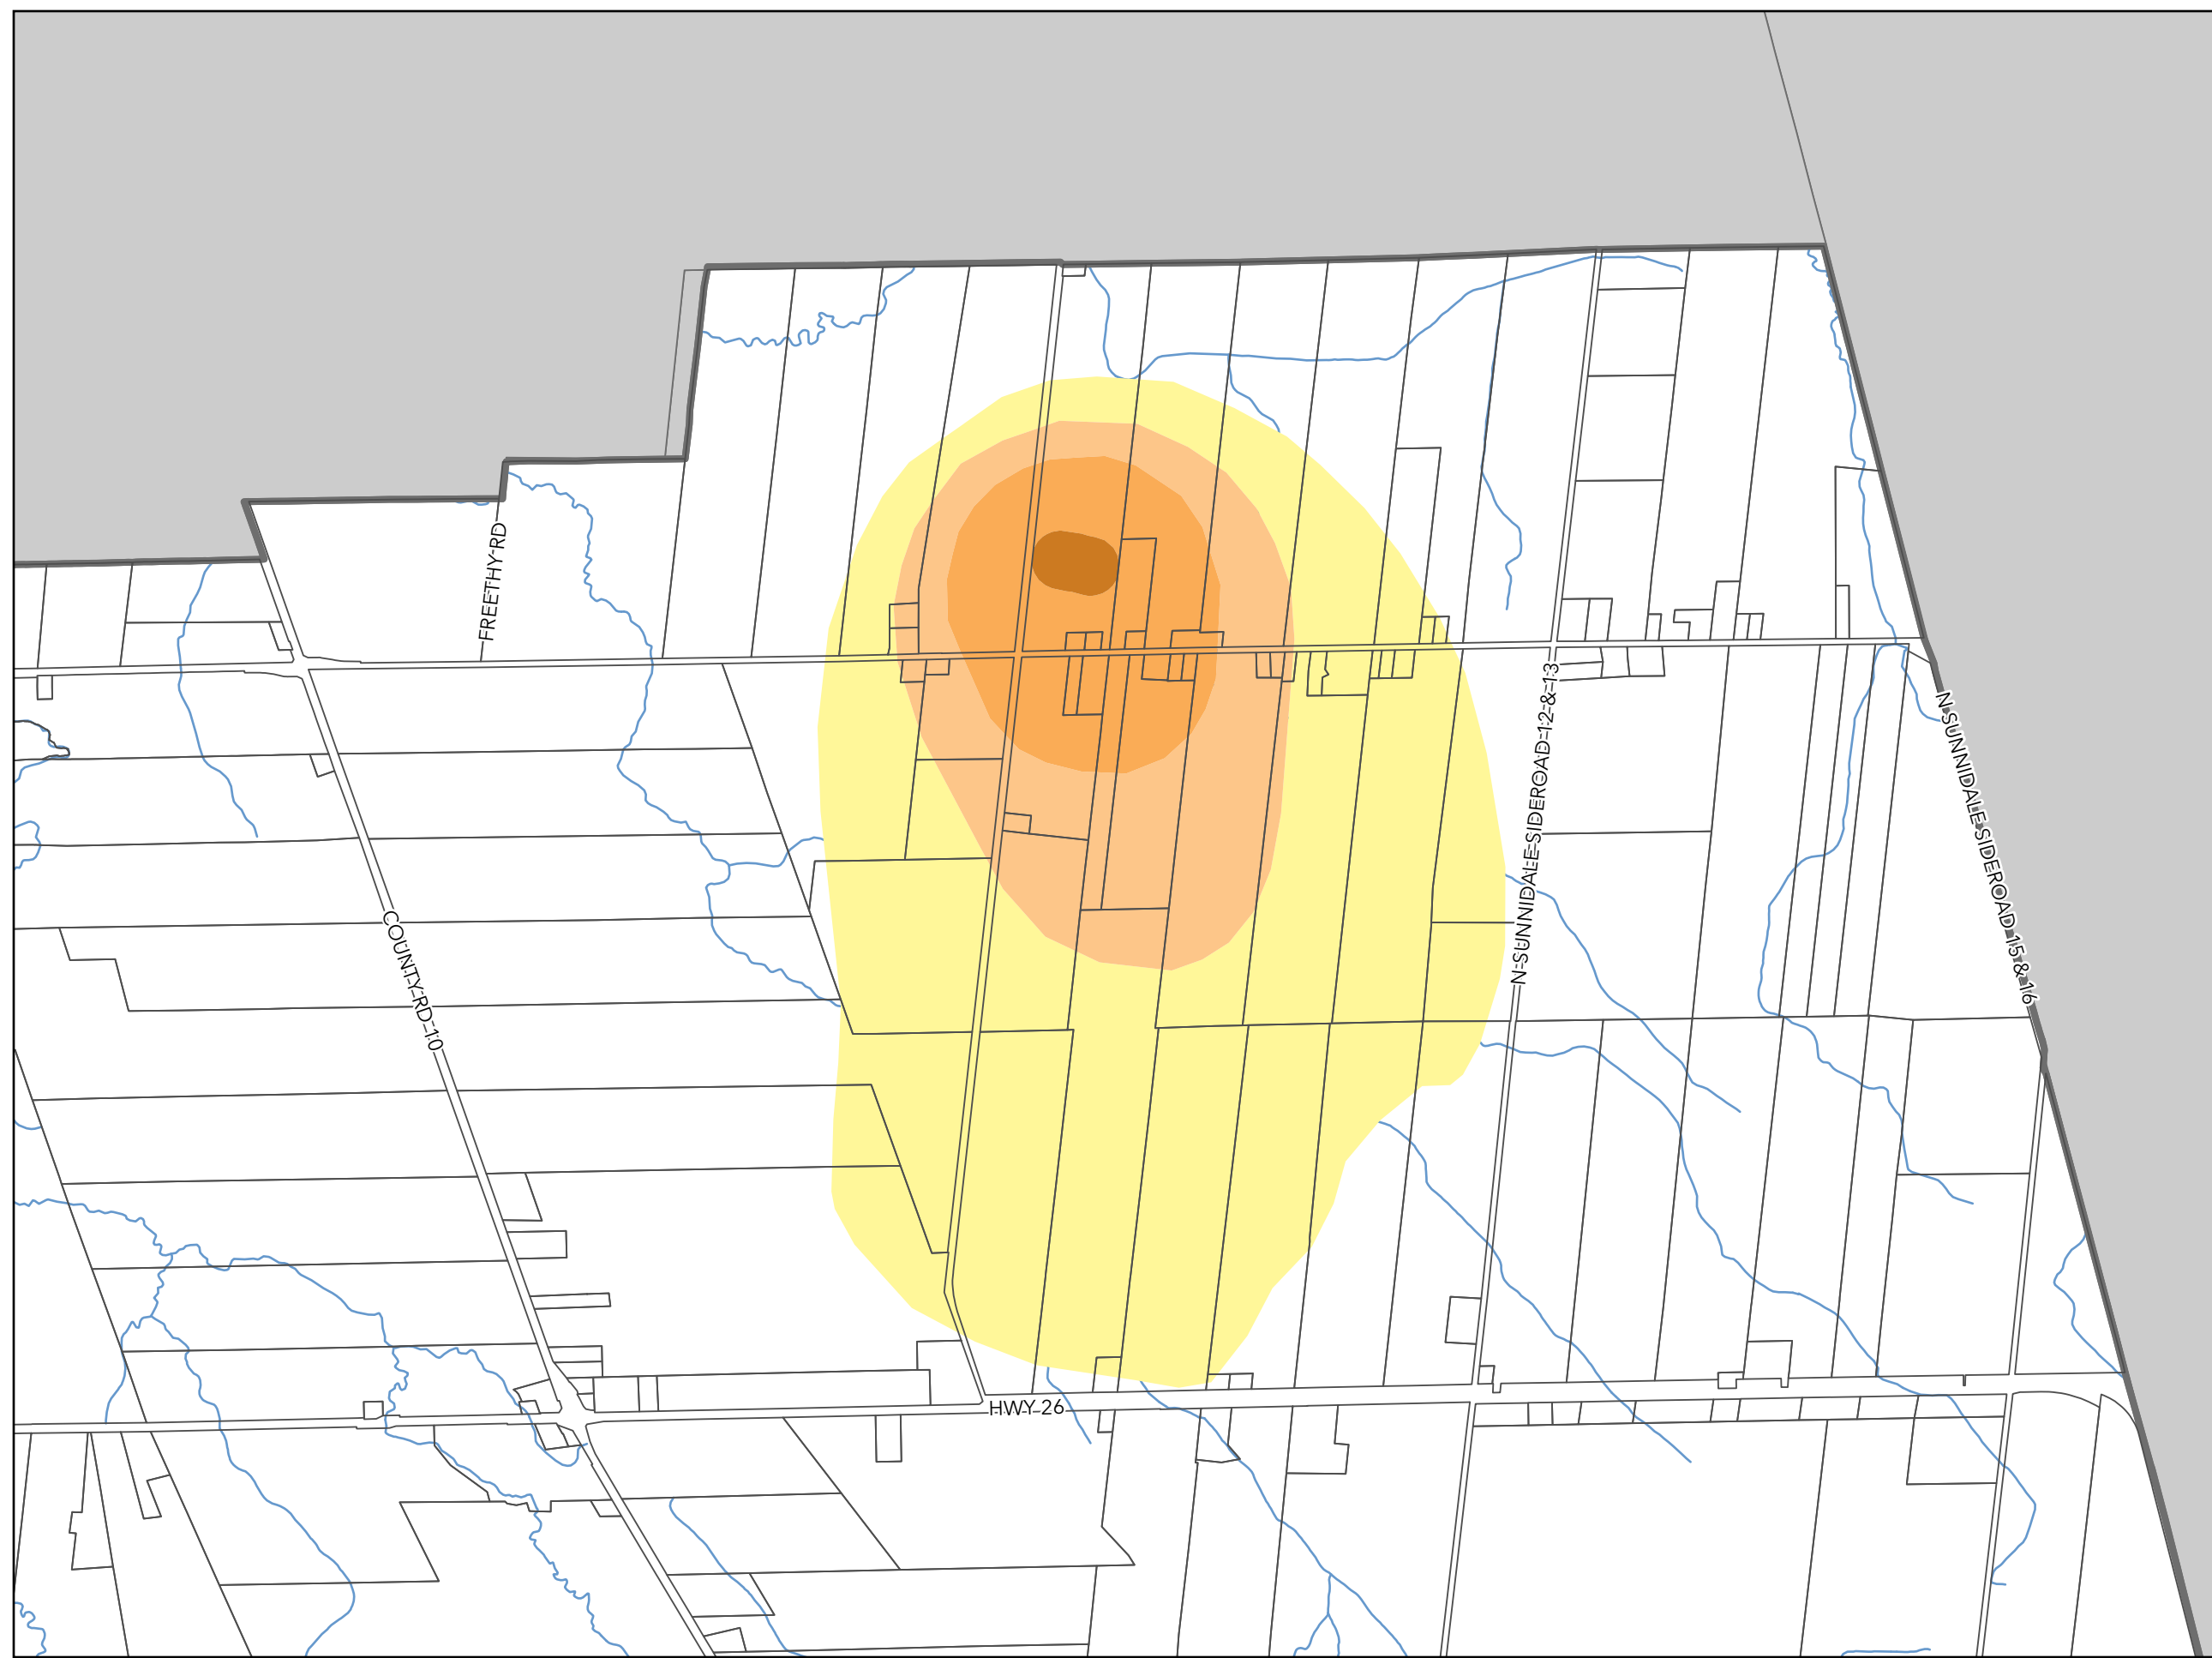 FREETHY RD
N SUNNIDALE SIDEROAD 12 & 13
N SUNNIDALE SIDEROAD 15 & 16
COUNTY RD 10
HWY 26